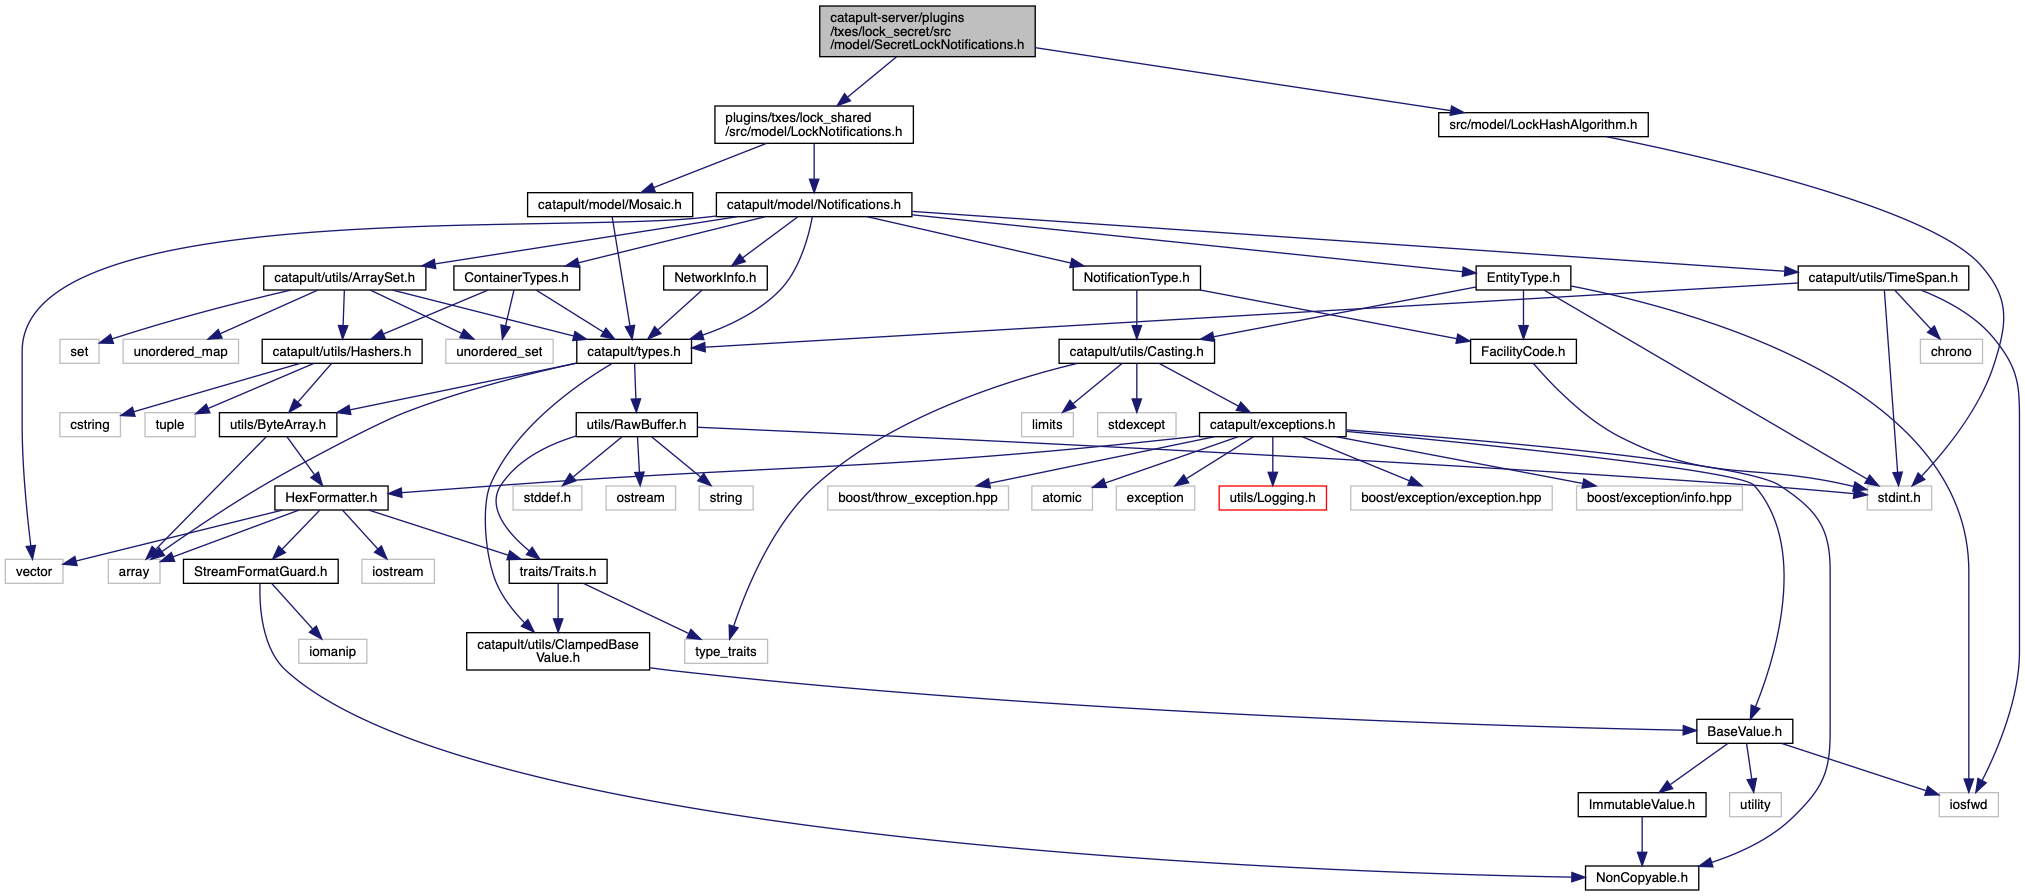 catapult-server/plugins
/txes/lock_secret/src
/model/SecretLockNotifications.h
plugins/txes/lock_shared
/src/model/LockNotifications.h
src/model/LockHashAlgorithm.h
catapult/model/Mosaic.h
catapult/model/Notifications.h
catapult/utils/ArraySet.h
ContainerTypes.h
NetworkInfo.h
NotificationType.h
EntityType.h
catapult/utils/TimeSpan.h
set
unordered_map
catapult/utils/Hashers.h
unordered_set
catapult/types.h
catapult/utils/Casting.h
FacilityCode.h
chrono
cstring
tuple
utils/ByteArray.h
utils/RawBuffer.h
limits
stdexcept
catapult/exceptions.h
HexFormatter.h
stddef.h
ostream
string
boost/throw_exception.hpp
atomic
exception
utils/Logging.h
boost/exception/exception.hpp
boost/exception/info.hpp
stdint.h
vector
array
StreamFormatGuard.h
iostream
traits/Traits.h
iomanip
catapult/utils/ClampedBase
Value.h
type_traits
BaseValue.h
ImmutableValue.h
utility
iosfwd
NonCopyable.h